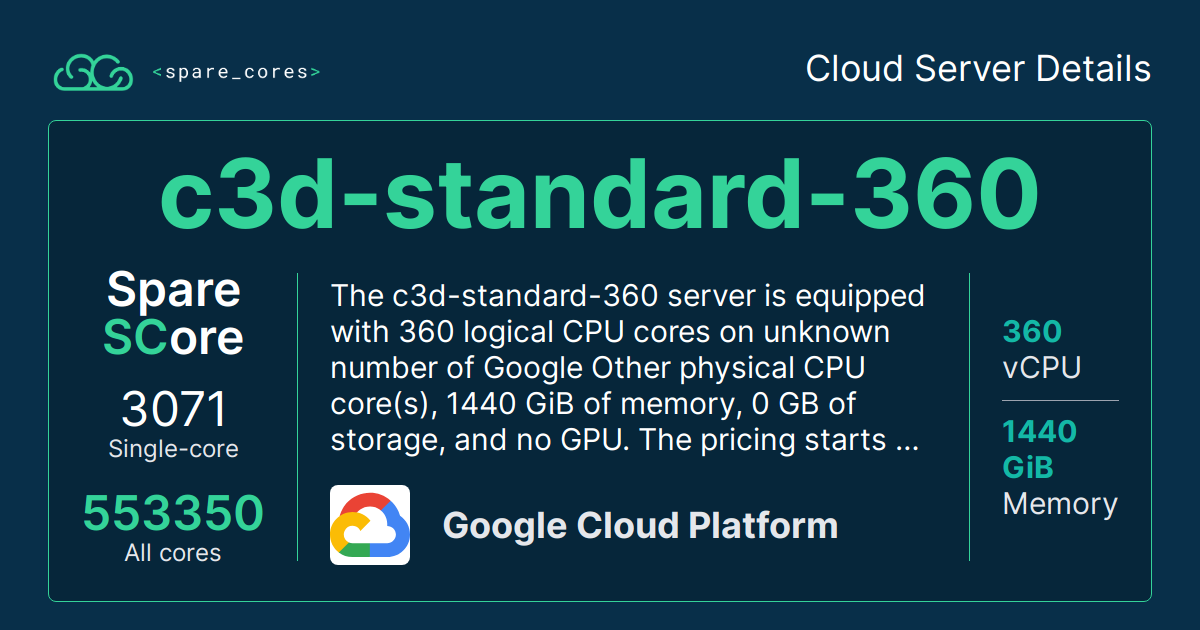 <spare_cores>
Cloud Server Details
c3d-standard-360
Spare
SCore
3071
Single-core
553350
All cores
The c3d-standard-360 server is equipped
with 360 logical CPU cores on unknown
number of Google Other physical CPU
core(s), 1440 GiB of memory, 0 GB of
storage, and no GPU. The pricing starts ...
Google Cloud Platform
360
vCPU
1440
GiB
Memory